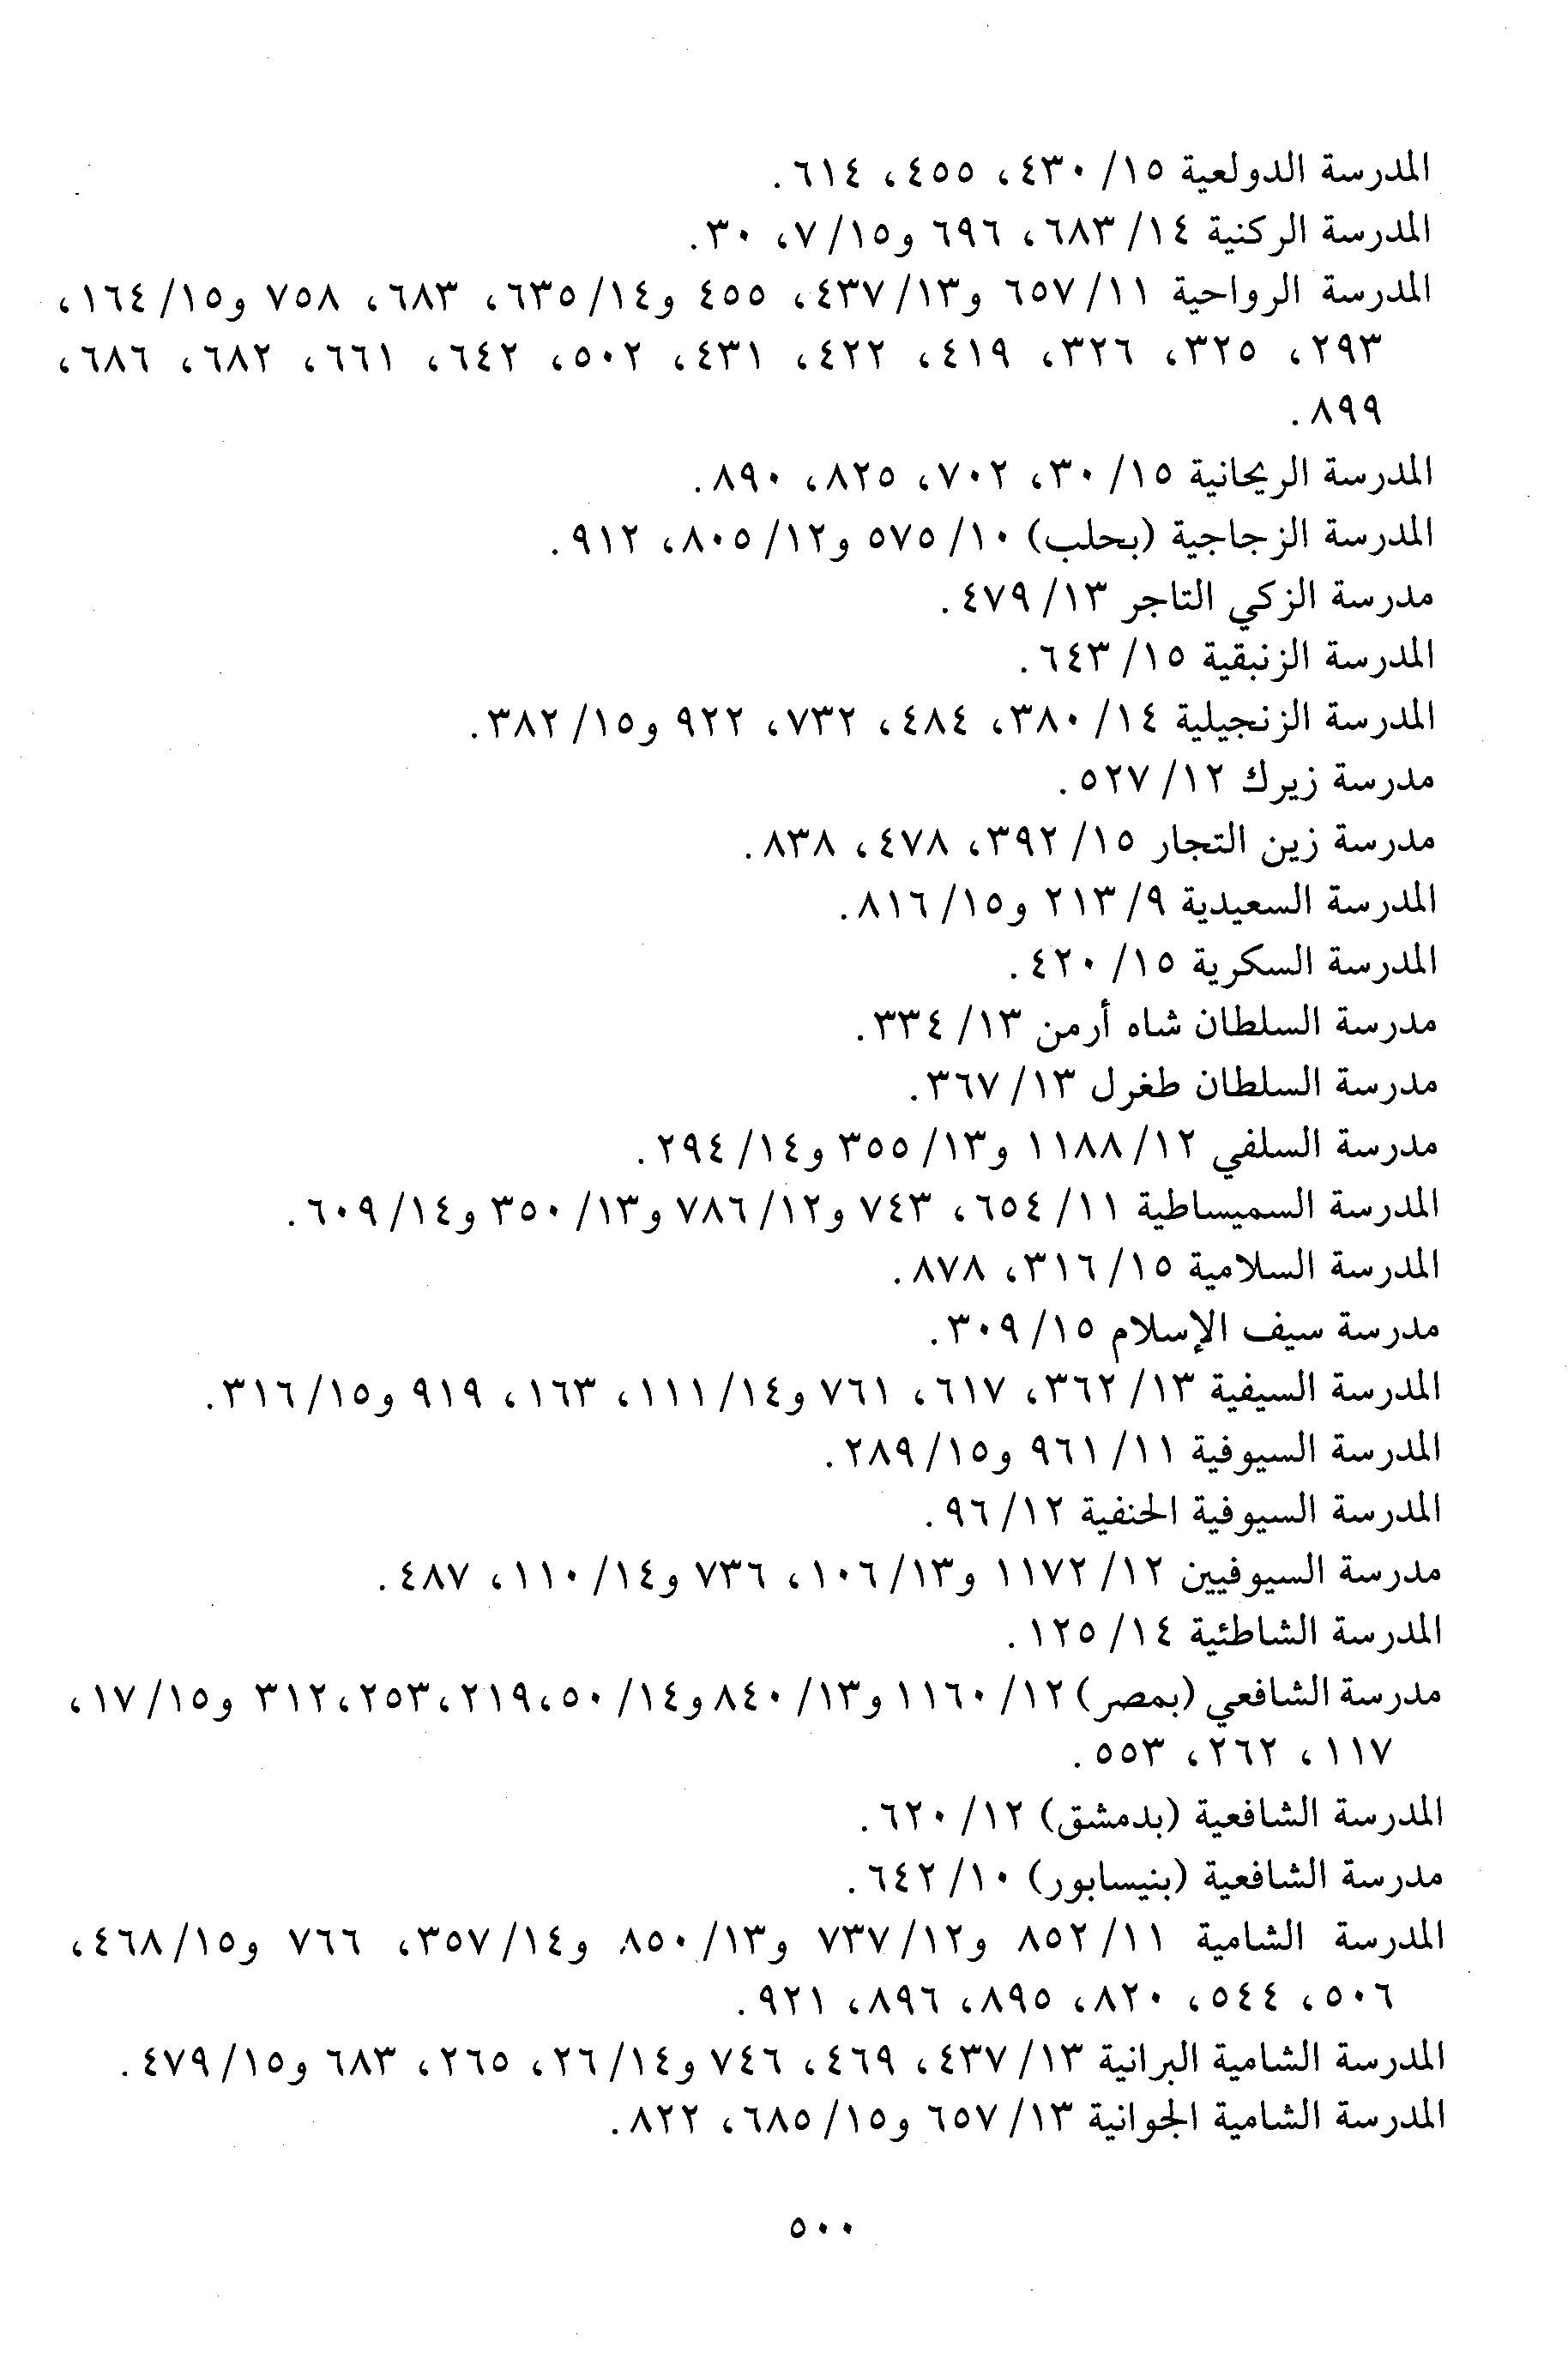 المدرسة الدولعية ١٥/ ٤٣٠، ٤٥٥، ٦١٤.
المدرسة الركنية ١٤/ ٦٨٣، ٦٩٦ و١٥/ ٧، ٣٠.
المدرسة الرواحية ١١/ ٦٥٧ و١٣/ ٤٣٧، ٤٥٥ و١٤/ ٦٣٥، ٦٨٣، ٧٥٨ و١٥/ ١٦٤،
٢٩٣، ٣٢٥، ٣٢٦، ٤١٩، ٤٢٢، ٤٣١، ٥٠٢، ٦٤٢، ٦٦١، ٦٨٢، ٦٨٦،
٨٩٩.
المدرسة الريحانية ١٥/ ٣٠، ٧٠٢، ٨٢٥، ٨٩٠.
المدرسة الزجاجية (بحلب) ١٠/ ٥٧٥ و١٢/ ٨٠٥، ٩١٢.
مدرسة الزكي التاجر ١٣/ ٤٧٩.
المدرسة الزنبقية ١٥/ ٦٤٣.
المدرسة الزنجيلية ١٤/ ٣٨٠، ٤٨٤، ٧٣٢، ٩٢٢ و١٥/ ٣٨٢.
مدرسة زيرك ١٢/ ٥٢٧.
مدرسة زين التجار ١٥/ ٣٩٢، ٤٧٨، ٨٣٨.
المدرسة السعيدية ٩/ ٢١٣ و١٥/ ٨١٦.
المدرسة السكرية ١٥/ ٤٢٠.
مدرسة السلطان شاه أرمن ١٣/ ٣٣٤.
مدرسة السلطان طغرل ١٣/ ٣٦٧.
مدرسة السلفي ١٢/ ١١٨٨ و١٣/ ٣٥٥ و١٤/ ٢٩٤.
المدرسة السميساطية ١١/ ٦٥٤، ٧٤٣ و١٢/ ٧٨٦ و١٣/ ٣٥٠ و١٤/ ٦٠٩.
المدرسة السلامية ١٥/ ٣١٦، ٨٧٨.
مدرسة سيف الإسلام ١٥/ ٣٠٩.
المدرسة السيفية ١٣/ ٣٦٢، ٦١٧، ٧٦١ و١٤/ ١١١، ١٦٣، ٩١٩ و١٥/ ٣١٦.
المدرسة السيوفية ١١/ ٩٦١ و١٥/ ٢٨٩.
المدرسة السيوفية الحنفية ١٢/ ٩٦.
مدرسة السيوفيين ١٢/ ١١٧٢ و١٣/ ١٠٦، ٧٣٦ و١٤/ ١١٠، ٤٨٧.
المدرسة الشاطئية ١٤/ ١٢٥.
مدرسة الشافعي (بمصر) ١٢/ ١١٦٠ و١٣/ ٨٤٠ و١٤/ ٥٠، ٢١٩، ٢٥٣، ٣١٢ و١٥/ ١٧،
١١٧، ٢٦٢، ٥٥٣.
المدرسة الشافعية (بدمشق) ١٢/ ٦٢٠.
مدرسة الشافعية (بنيسابور) ١٠/ ٦٤٢.
المدرسة الشامية ١١/ ٨٥٢ و١٢/ ٧٣٧ و١٣/ ٨٥٠ و١٤/ ٣٥٧، ٧٦٦ و١٥/ ٤٦٨،
٥٠٦، ٥٤٤، ٨٢٠، ٨٩٥، ٨٩٦، ٩٢١.
المدرسة الشامية البرانية ١٣/ ٤٣٧، ٤٦٩، ٧٤٦ و١٤/ ٢٦، ٢٦٥، ٦٨٣ و١٥/ ٤٧٩.
المدرسة الشامية الجوانية ١٣/ ٦٥٧ و١٥/ ٦٨٥، ٨٢٢.
٥٠٠